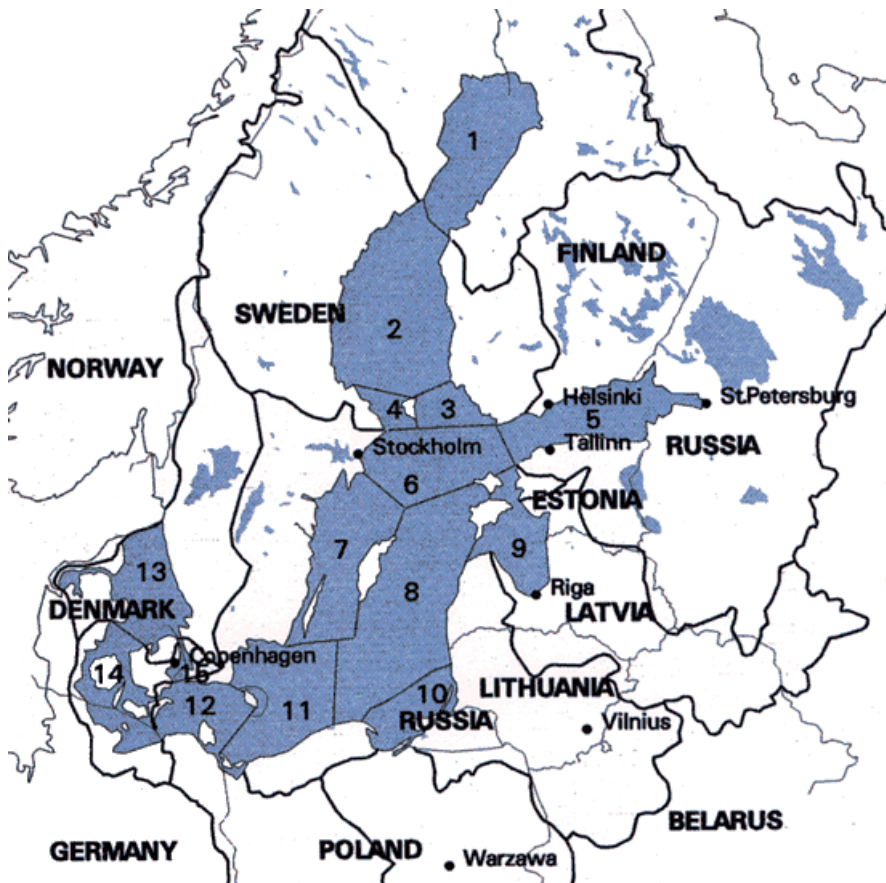 1
FINLAND
SWEDEN
2
NORWAY
Helsinki
St.Petersburg
4
3
5
Stockholm
Tallinn
RUSSIA
6
ESTONIA
7
9
13
8
Riga
DENMARK
LATVIA
Copenhagen
14
15
LITHUANIA
10
12
11
RUSSIA
Vilnius
BELARUS
GERMANY
POLAND
Warzawa